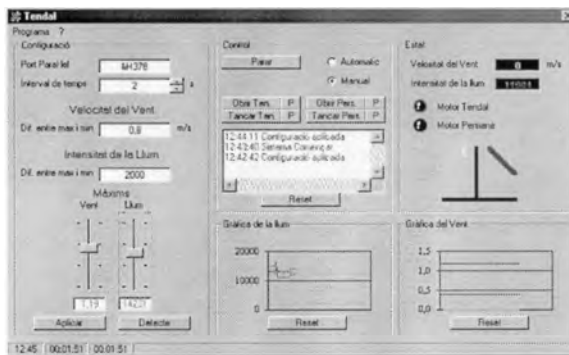 Tendal
Programa ?
Configuració
Port Paral·lel &H378
Interval de temps 2 s
Velocitat del Vent
Dif. entre max i min 0,8 m/s
Intensitat de la Llum
Dif. entre max i min 2000
Màxims
Vent Llum
Aplicar Detecta
Control
Parar
Automatic
Manual
Obrir Ten. P Obrir Pers. P
Tancar Ten. P Tancar Pers. P
12:44:11 Configuració aplicada
12:43:40 Sistema Començar
12:42:42 Configuració aplicada
Reset
Estat
Velocitat del Vent 0 m/s
Intensitat de la llum
Motor Tendal
Motor Persiana
Gràfica de la llum
20000
10000
0
Reset
Gràfica del Vent
1,5
1,0
0,5
0,0
Reset
12:45 00:01:51 00:01:51